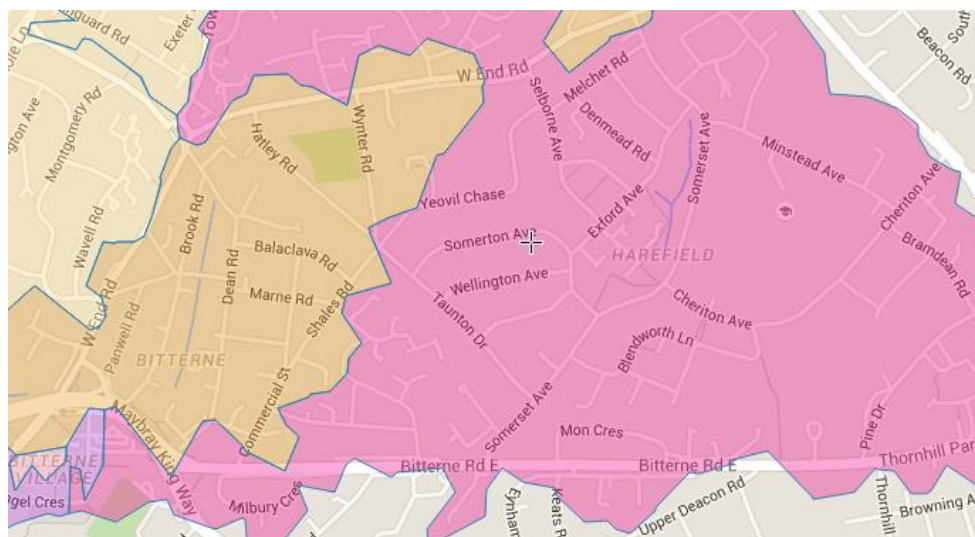 Exeter
Beacon Rd
W End Rd
Melchet Rd
Montgomery Rd
Wynter Rd
Selborne Ave
Denmead Rd
Hatley Rd
Somerset Ave
Minstead Ave
Yeovil Chase
Cheriton Ave
Exford Ave
Brook Rd
Wavell Rd
Somerton Ave
Bramdean Rd
Balaclava Rd
HAREFIELD
Dean Rd
Wellington Ave
Marne Rd
Shales Rd
W End Rd
Panwell Rd
Taunton Dr
Cheriton Ave
Blendworth Ln
BITTERNE
Commercial St
Maybray King Way
Somerset Ave
Mon Cres
Pine Dr
BITTERNE
VILLAGE
Bitterne Rd E
Bitterne Rd E
Thornhill Par
gel Cres
Milbury Cres
Eynham
Keats R
Upper Deacon Rd
Thornhill
Browning A